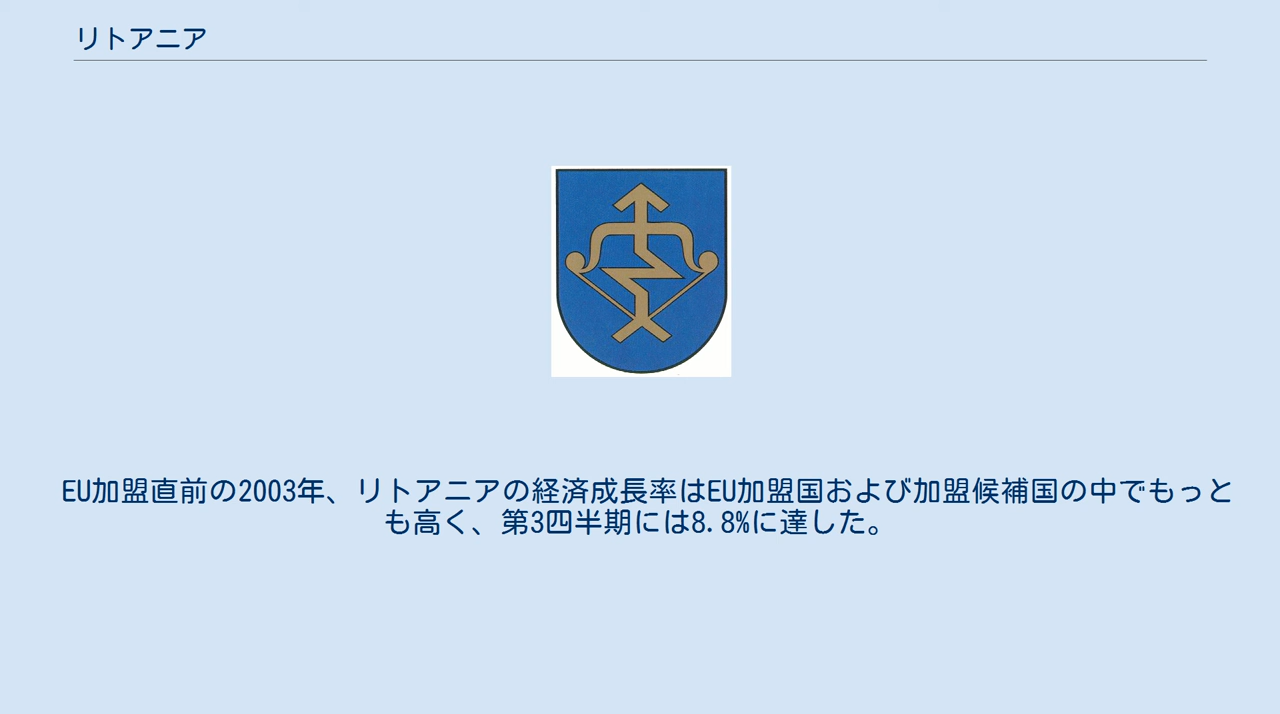 リトアニア
EU加盟直前の2003年、リトアニアの経済成長率はEU加盟国および加盟候補国の中でもっと
も高く、第3四半期には8.8%に達した。